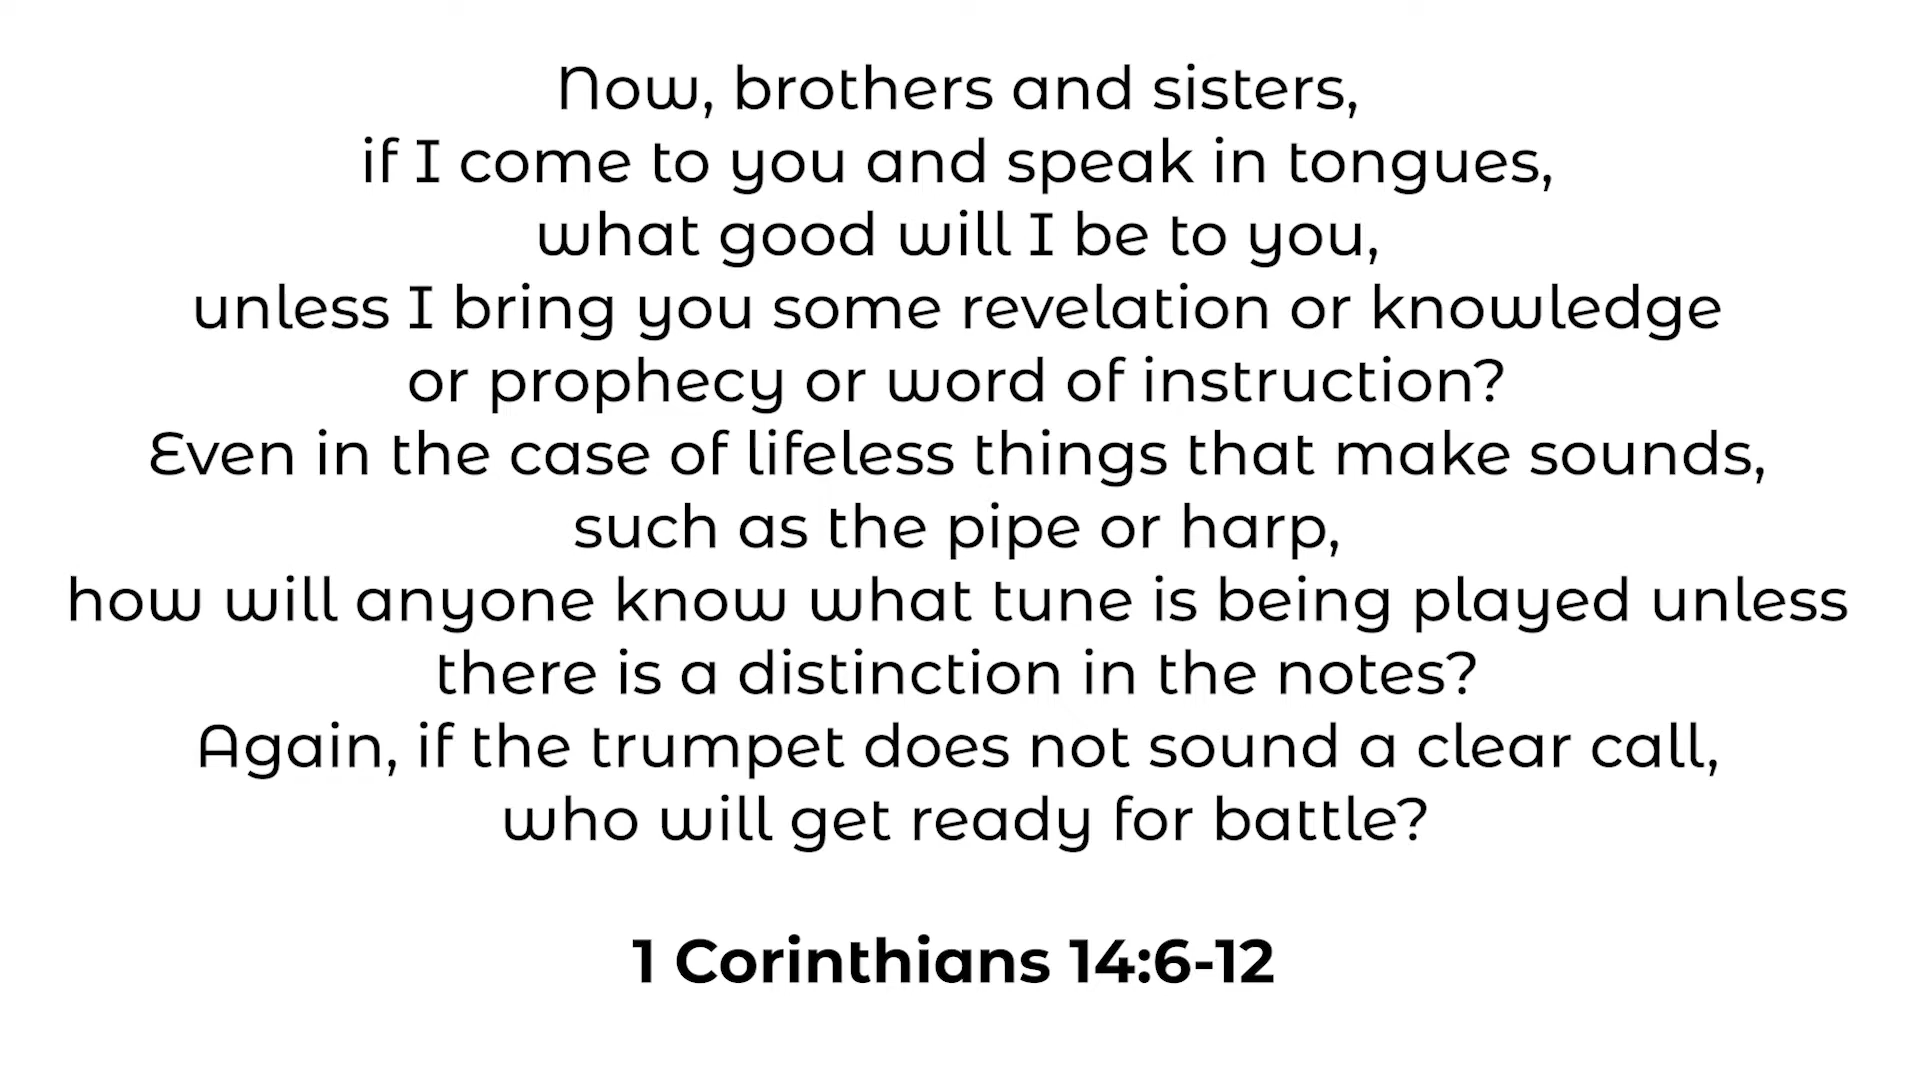 Now, brothers and sisters,
if I come to you and speak in tongues,
what good will I be to you,
unless I bring you some revelation or knowledge
or prophecy or word of instruction?
Even in the case of lifeless things that make sounds,
such as the pipe or harp,
how will anyone know what tune is being played unless
there is a distinction in the notes?
Again, if the trumpet does not sound a clear call,
who will get ready for battle?
1 Corinthians 14:6-12